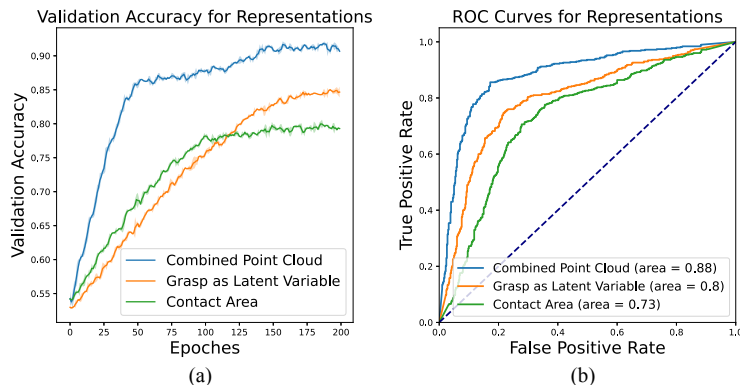 Validation Accuracy for Representations
0.90
0.85
0.80
0.75
0.70
0.65
0.60
0.55
Validation Accuracy
Combined Point Cloud
Grasp as Latent Variable
Contact Area
0 25 50 75 100 125 150 175 200
Epoches
(a)
ROC Curves for Representations
1.0
0.8
0.6
0.4
0.2
0.0
True Positive Rate
Combined Point Cloud (area = 0.88)
Grasp as Latent Variable (area = 0.8)
Contact Area (area = 0.73)
0.0 0.2 0.4 0.6 0.8 1.0
False Positive Rate
(b)